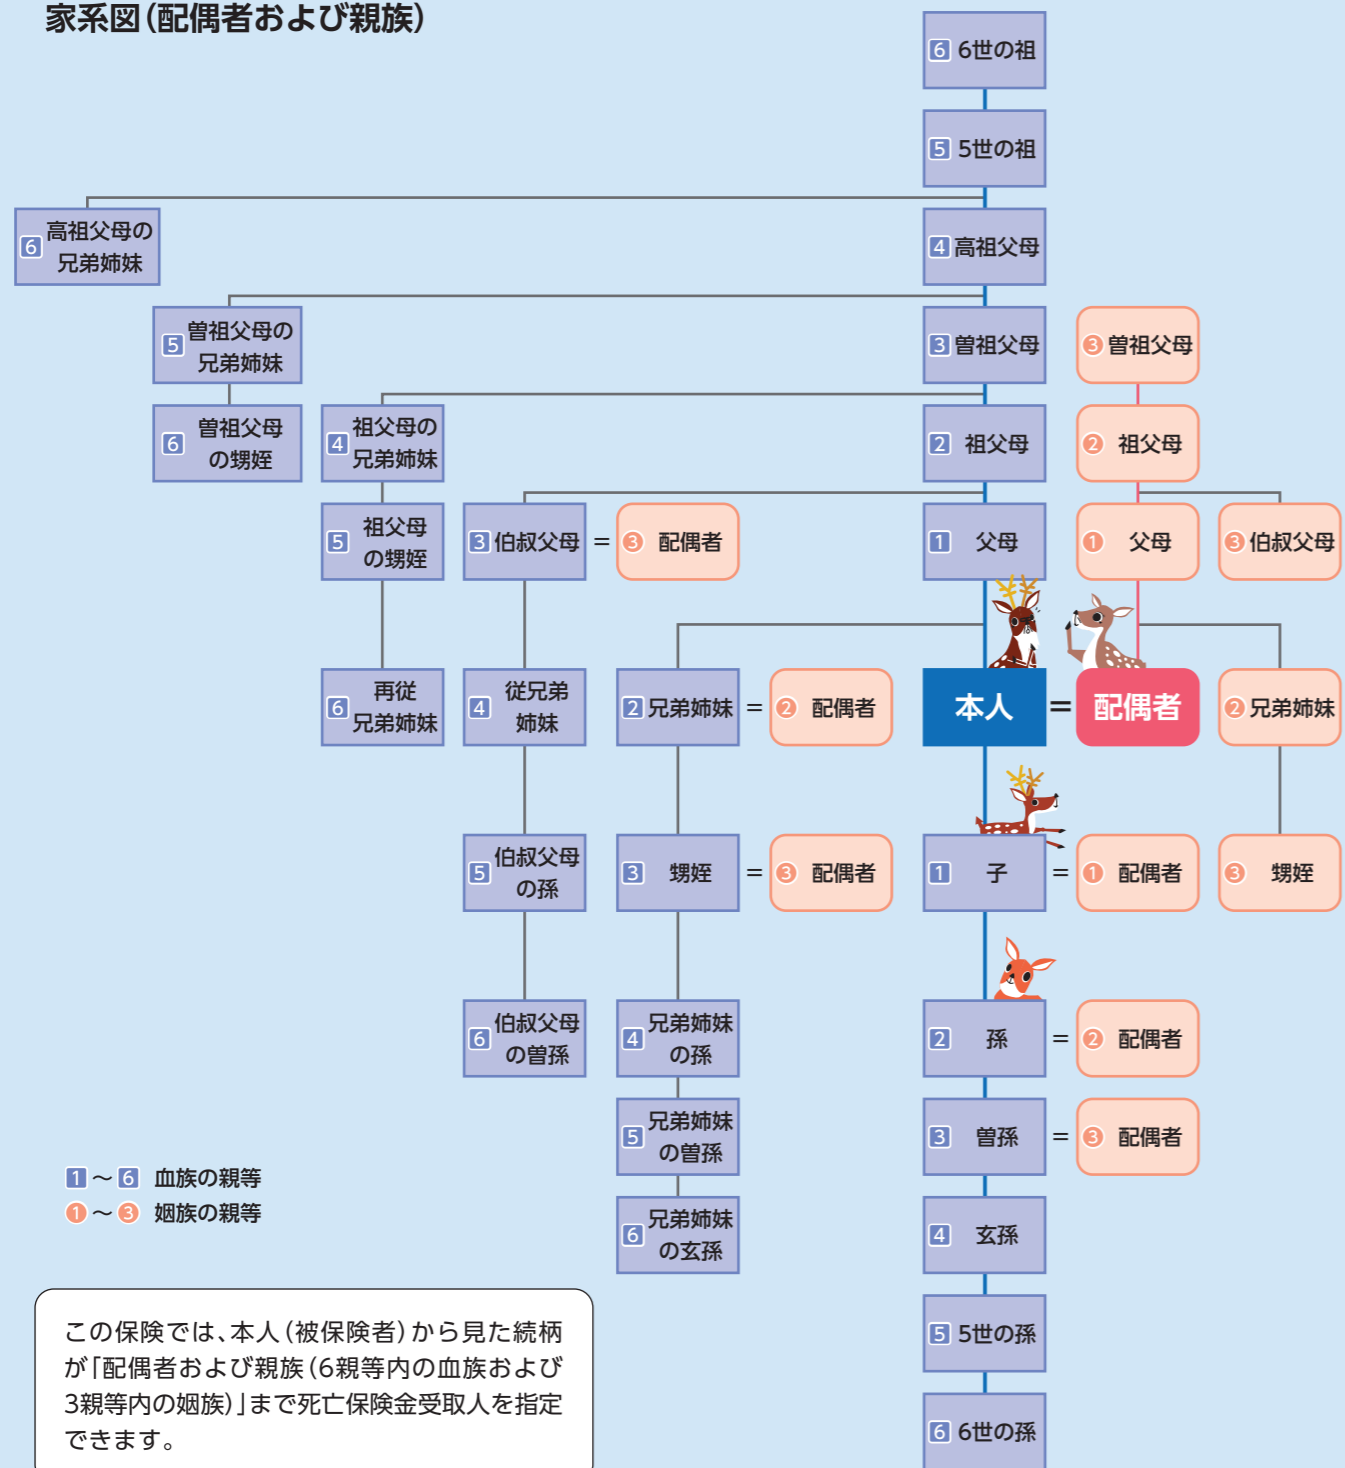 家系図（配偶者および親族）
6 6世の祖
5 5世の祖
6 高祖父母の
兄弟姉妹
4 高祖父母
5 曽祖父母の
兄弟姉妹
3 曽祖父母
3 曽祖父母
6 曽祖父母
の甥姪
4 祖父母の
兄弟姉妹
2 祖父母
2 祖父母
5 祖父母
の甥姪
3 伯叔父母 = 3 配偶者
1 父母
1 父母
3 伯叔父母
6 再従
兄弟姉妹
4 従兄弟
姉妹
2 兄弟姉妹 = 2 配偶者
本人 = 配偶者
2 兄弟姉妹
5 伯叔父母
の孫
3 甥姪 = 3 配偶者
1 子 = 1 配偶者
3 甥姪
6 伯叔父母
の曽孫
4 兄弟姉妹
の孫
2 孫 = 2 配偶者
5 兄弟姉妹
の曽孫
3 曽孫 = 3 配偶者
6 兄弟姉妹
の玄孫
4 玄孫
5 5世の孫
6 6世の孫
1～6 血族の親等
1～3 姻族の親等
この保険では、本人（被保険者）から見た続柄
が「配偶者および親族（6親等内の血族および
3親等内の姻族）」まで死亡保険金受取人を指定
できます。